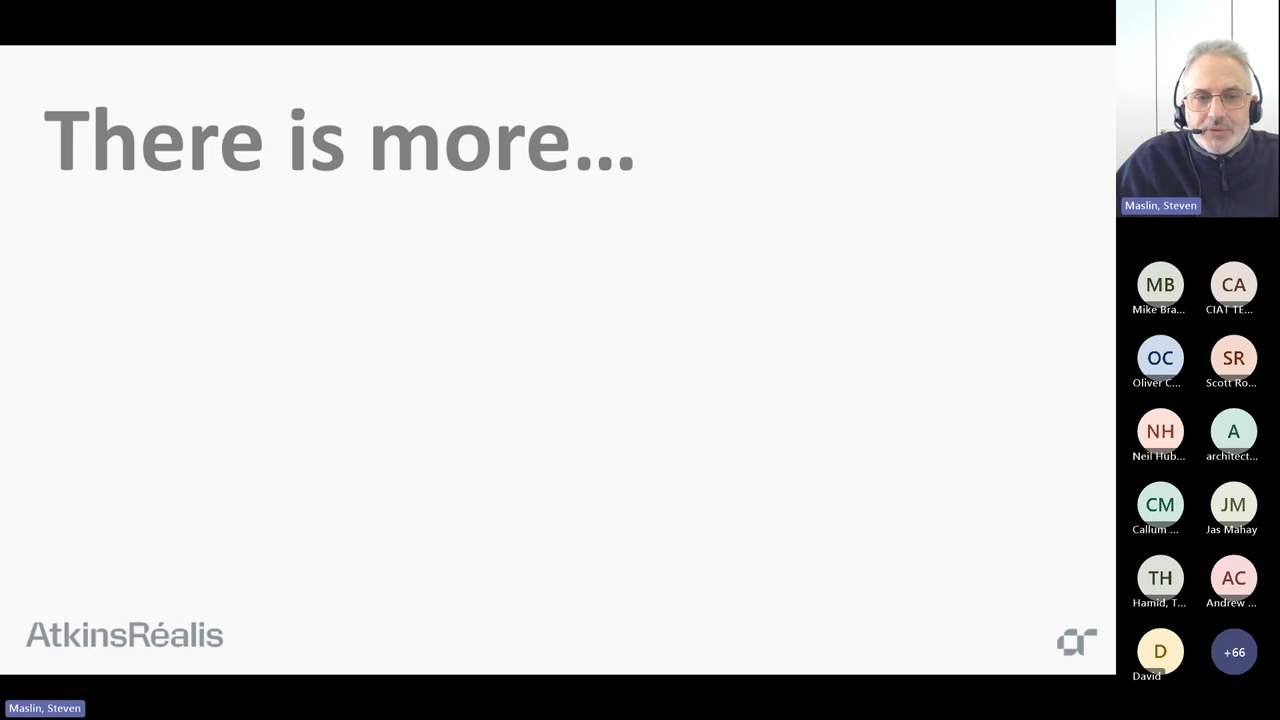 There is more...
AtkinsRéalis
Maslin, Steven
MB
Mike Bra...
CA
CIAT TE...
OC
Oliver C...
SR
Scott Ro...
NH
Neil Hub...
A
architect...
CM
Callum ...
JM
Jas Mahay
TH
Hamid, T...
AC
Andrew ...
D
David
+66
Maslin, Steven